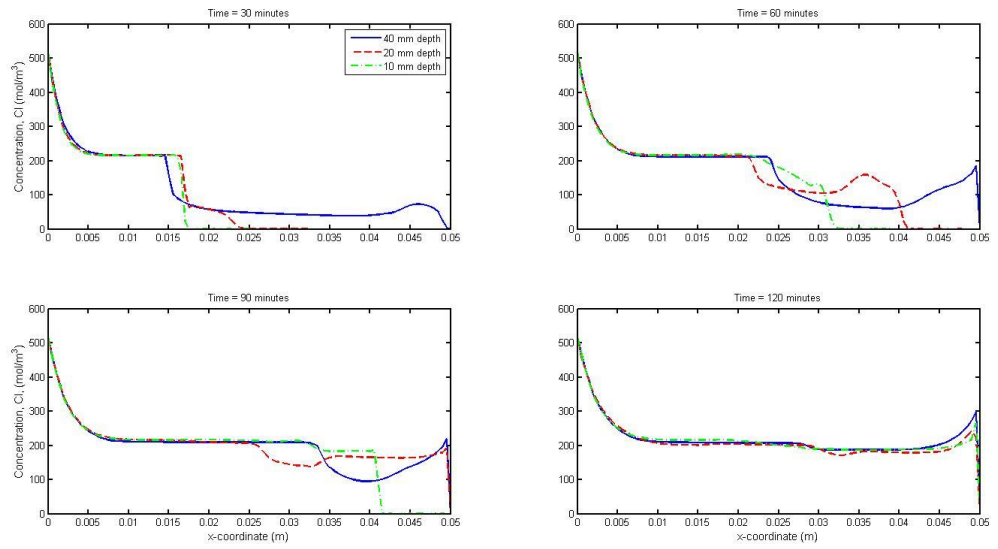 Time = 30 minutes
600
500
400
300
200
100
0
Concentration, Cl (mol/m³)
40 mm depth
20 mm depth
10 mm depth
0 0.005 0.01 0.015 0.02 0.025 0.03 0.035 0.04 0.045 0.05
Time = 60 minutes
600
500
400
300
200
100
0
0 0.005 0.01 0.015 0.02 0.025 0.03 0.035 0.04 0.045 0.05
Time = 90 minutes
600
500
400
300
200
100
0
Concentration, Cl, (mol/m³)
0 0.005 0.01 0.015 0.02 0.025 0.03 0.035 0.04 0.045 0.05
x-coordinate (m)
Time = 120 minutes
600
500
400
300
200
100
0
0 0.005 0.01 0.015 0.02 0.025 0.03 0.035 0.04 0.045 0.05
x-coordinate (m)